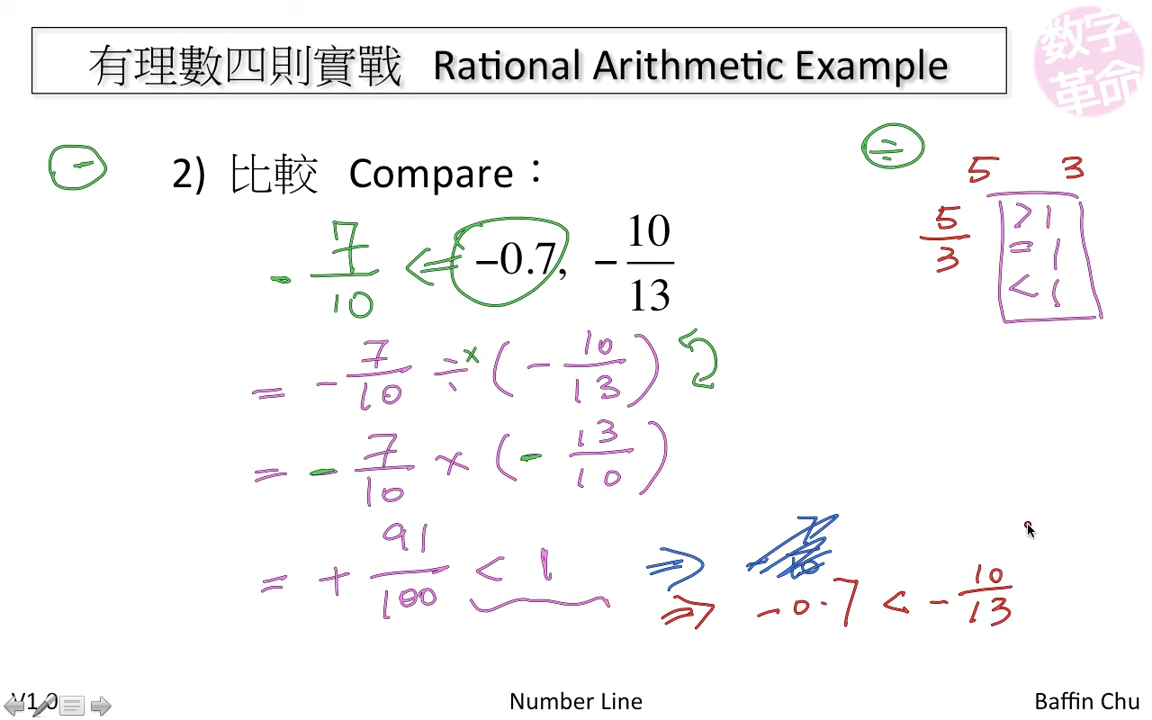 数字
革命
有理數四則實戰 Rational Arithmetic Example
-
2) 比較 Compare：
÷
5 3
5/3
>1
=1
<1
-7/10 ⇐ -0.7, -10/13
= -7/10 ÷ × (-10/13)
= -7/10 × (-13/10)
= +91/100 < 1 ⇒
⇒ -0.7 < -10/13
V1.0
Number Line
Baffin Chu